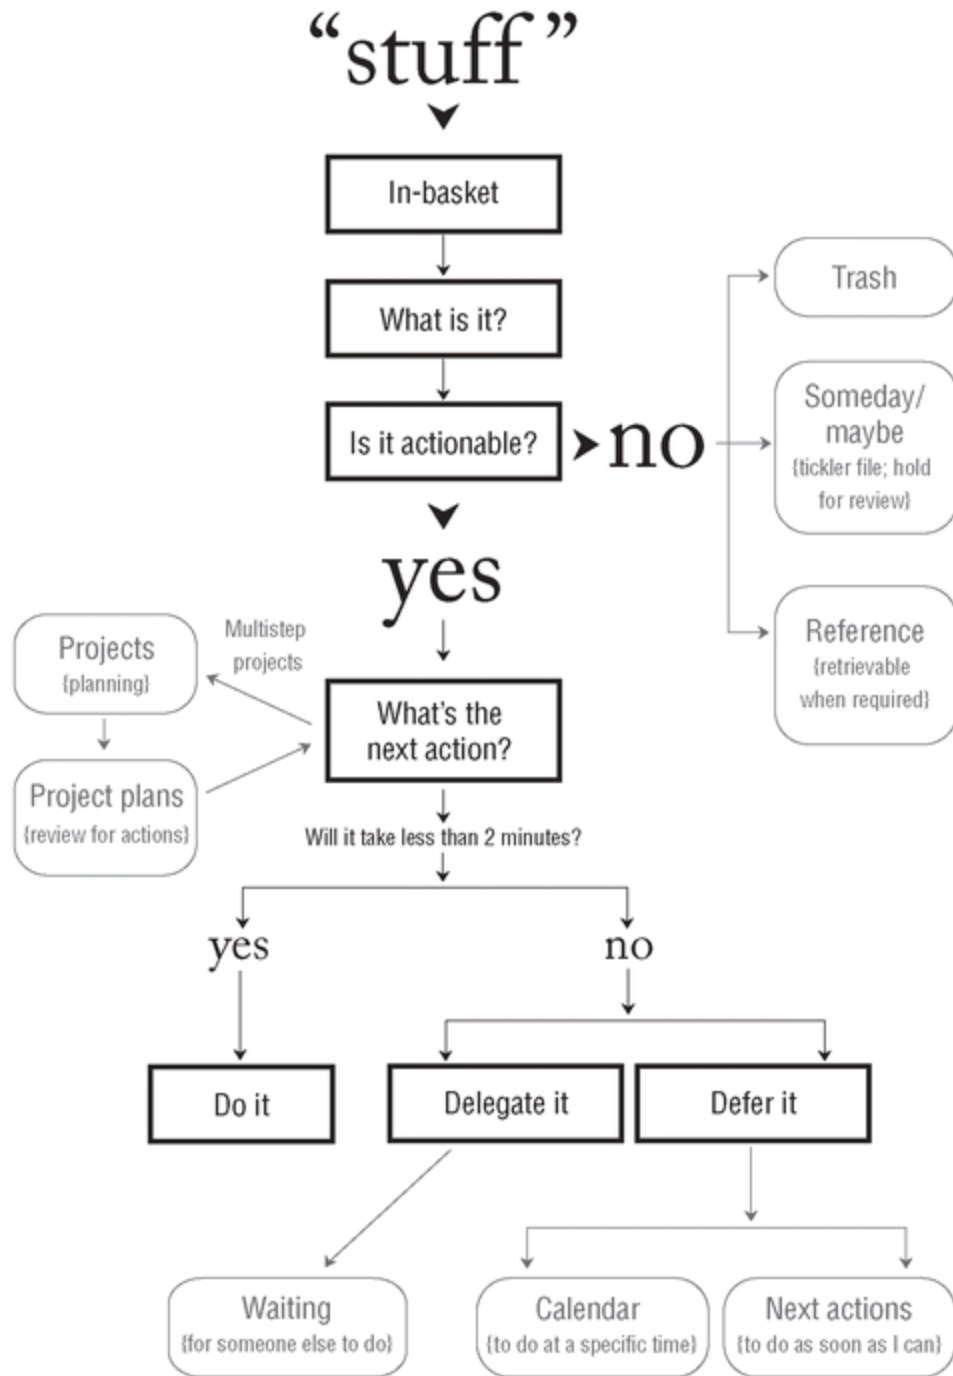 “stuff”
In-basket
What is it?
Is it actionable?
no
Trash
Someday/
maybe
{tickler file; hold
for review}
Reference
{retrievable
when required}
yes
Multistep
projects
Projects
{planning}
Project plans
{review for actions}
What’s the
next action?
Will it take less than 2 minutes?
yes
no
Do it
Delegate it
Defer it
Waiting
{for someone else to do}
Calendar
{to do at a specific time}
Next actions
{to do as soon as I can}